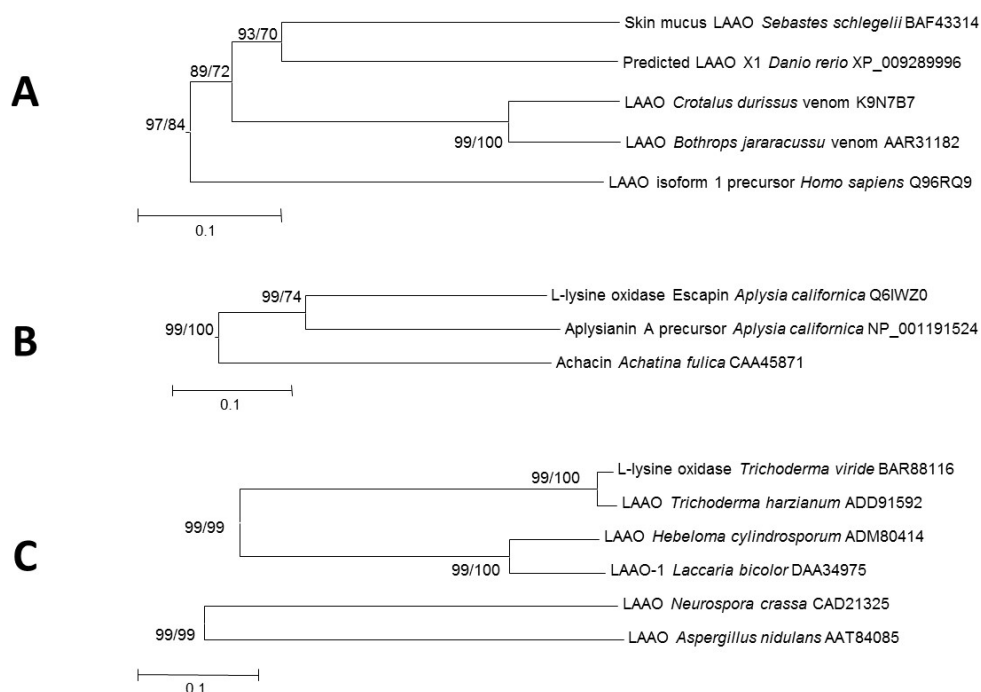 A
93/70
Skin mucus LAAO Sebastes schlegelii BAF43314
89/72
Predicted LAAO X1 Danio rerio XP_009289996
97/84
LAAO Crotalus durissus venom K9N7B7
99/100
LAAO Bothrops jararacussu venom AAR31182
LAAO isoform 1 precursor Homo sapiens Q96RQ9
0.1
B
99/74
L-lysine oxidase Escapin Aplysia californica Q6IWZ0
99/100
Aplysianin A precursor Aplysia californica NP_001191524
Achacin Achatina fulica CAA45871
0.1
C
99/100
L-lysine oxidase Trichoderma viride BAR88116
LAAO Trichoderma harzianum ADD91592
99/99
LAAO Hebeloma cylindrosporum ADM80414
99/100
LAAO-1 Laccaria bicolor DAA34975
LAAO Neurospora crassa CAD21325
99/99
LAAO Aspergillus nidulans AAT84085
0.1